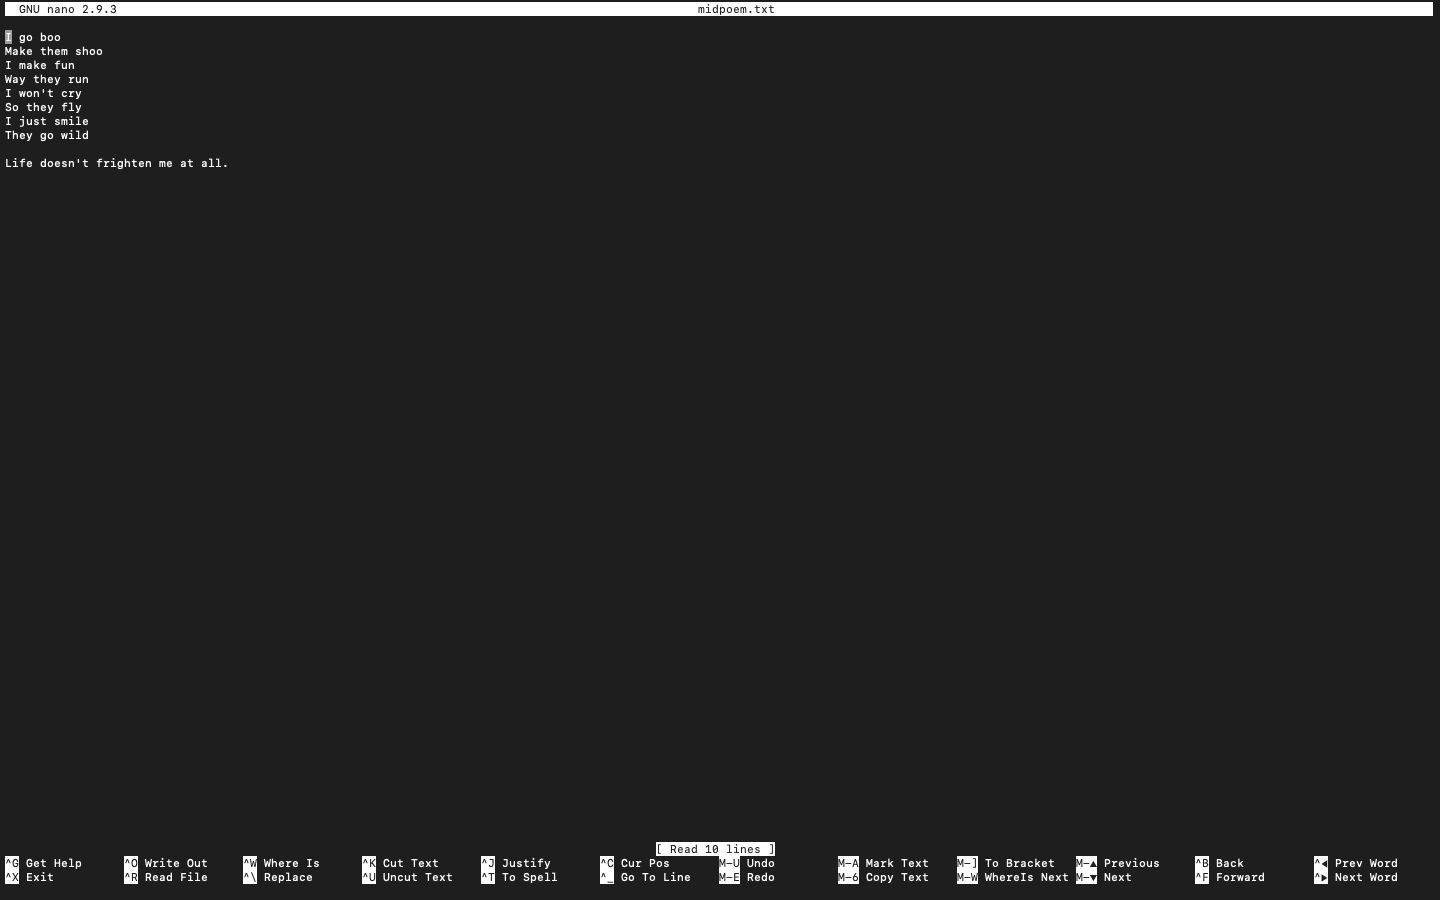 GNU nano 2.9.3 midpoem.txt
I go boo
Make them shoo
I make fun
Way they run
I won't cry
So they fly
I just smile
They go wild
Life doesn't frighten me at all.
[ Read 10 lines ]
^G Get Help ^O Write Out ^W Where Is ^K Cut Text ^J Justify ^C Cur Pos M-U Undo M-A Mark Text M-] To Bracket M-▲ Previous ^B Back ^◀ Prev Word
^X Exit ^R Read File ^\ Replace ^U Uncut Text ^T To Spell ^_ Go To Line M-E Redo M-6 Copy Text M-W WhereIs Next M-▼ Next ^F Forward ^▶ Next Word